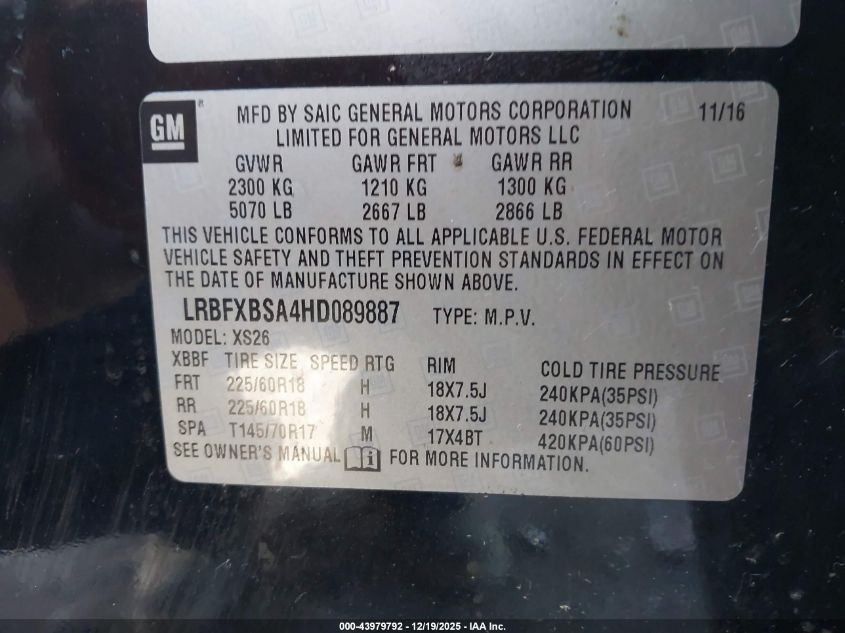 GM ® MFD BY SAIC GENERAL MOTORS CORPORATION 11/16
LIMITED FOR GENERAL MOTORS LLC
GVWR GAWR FRT GAWR RR
2300 KG 1210 KG 1300 KG
5070 LB 2667 LB 2866 LB
THIS VEHICLE CONFORMS TO ALL APPLICABLE U.S. FEDERAL MOTOR
VEHICLE SAFETY AND THEFT PREVENTION STANDARDS IN EFFECT ON
THE DATE OF MANUFACTURE SHOWN ABOVE.
LRBFXBSA4HD089887 TYPE: M.P.V.
MODEL: XS26
XBBF TIRE SIZE SPEED RTG RIM COLD TIRE PRESSURE
FRT 225/60R18 H 18X7.5J 240KPA(35PSI)
RR 225/60R18 H 18X7.5J 240KPA(35PSI)
SPA T145/70R17 M 17X4BT 420KPA(60PSI)
SEE OWNER'S MANUAL i FOR MORE INFORMATION.
000-43979792 - 12/19/2025 - IAA Inc.